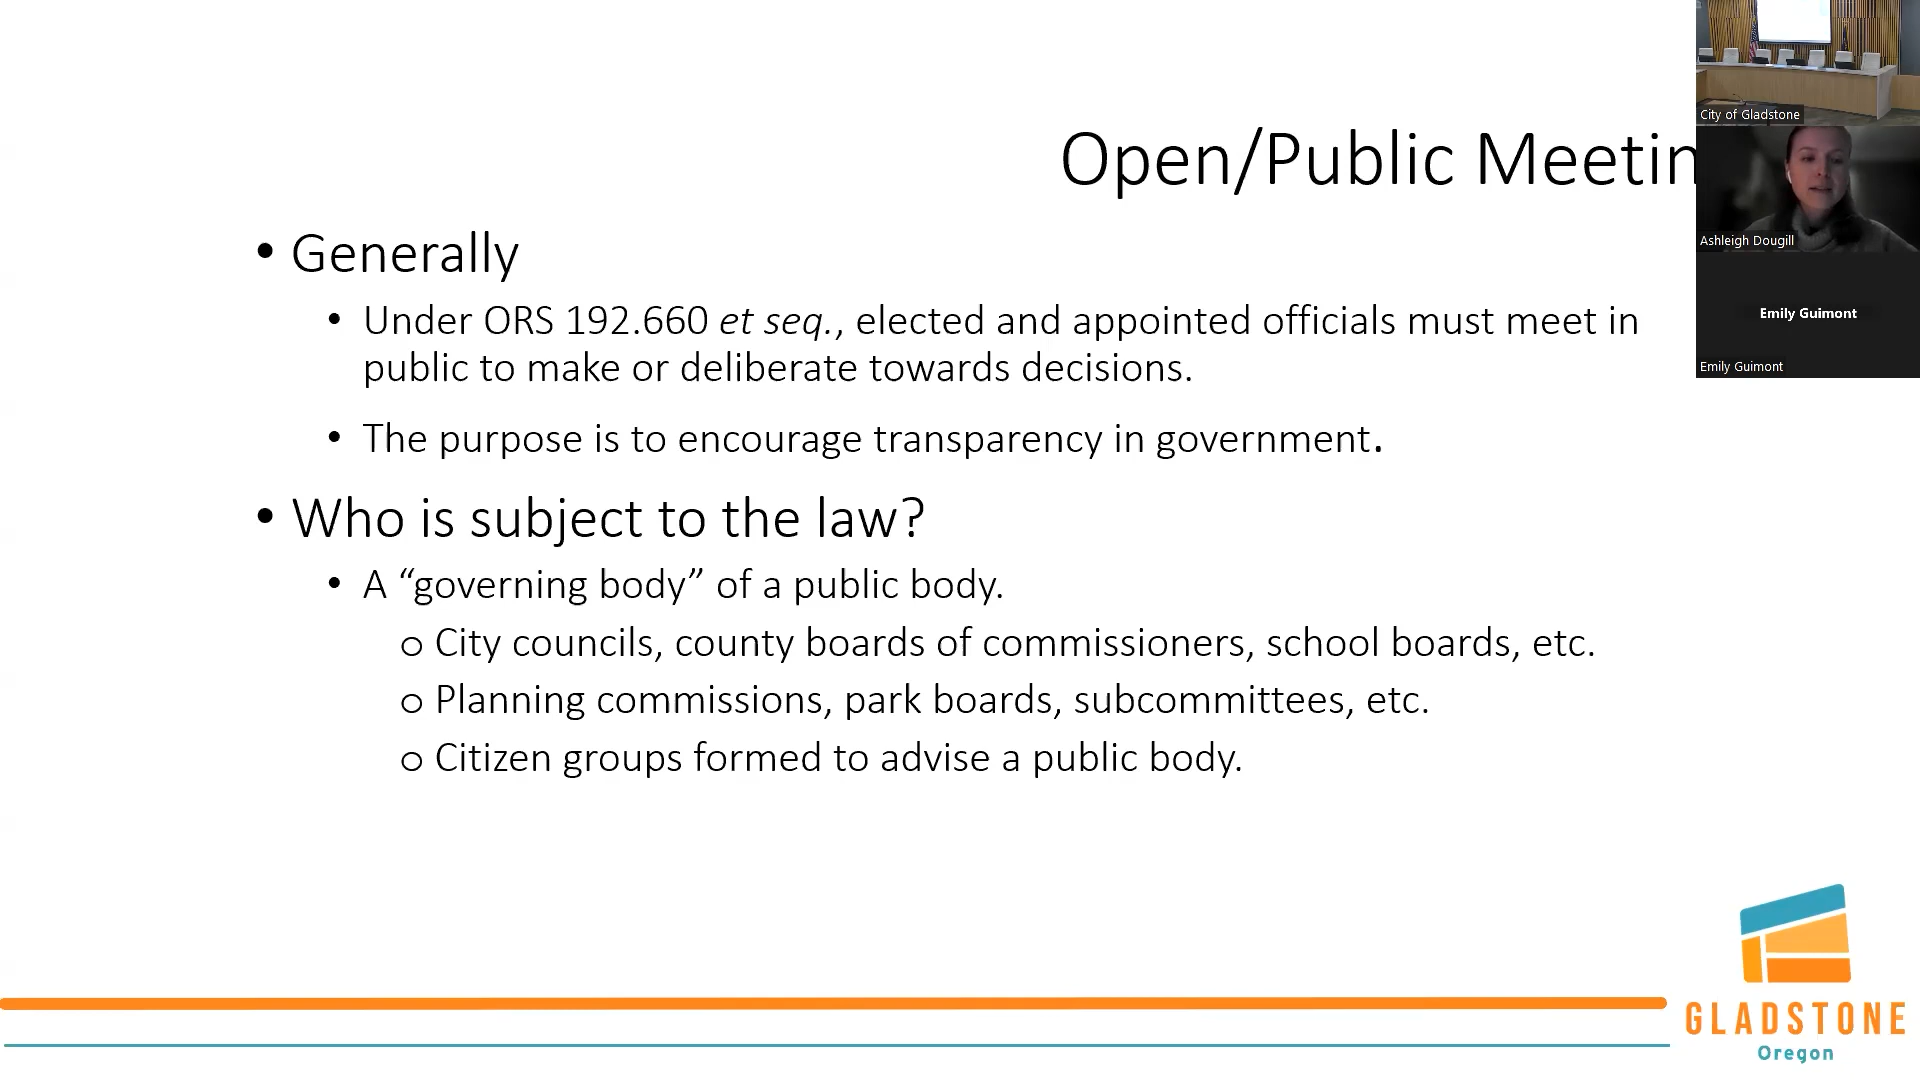 Open/Public Meetin
• Generally
• Under ORS 192.660 et seq., elected and appointed officials must meet in
public to make or deliberate towards decisions.
• The purpose is to encourage transparency in government.
• Who is subject to the law?
• A “governing body” of a public body.
o City councils, county boards of commissioners, school boards, etc.
o Planning commissions, park boards, subcommittees, etc.
o Citizen groups formed to advise a public body.
City of Gladstone
Ashleigh Dougill
Emily Guimont
Emily Guimont
GLADSTONE
Oregon